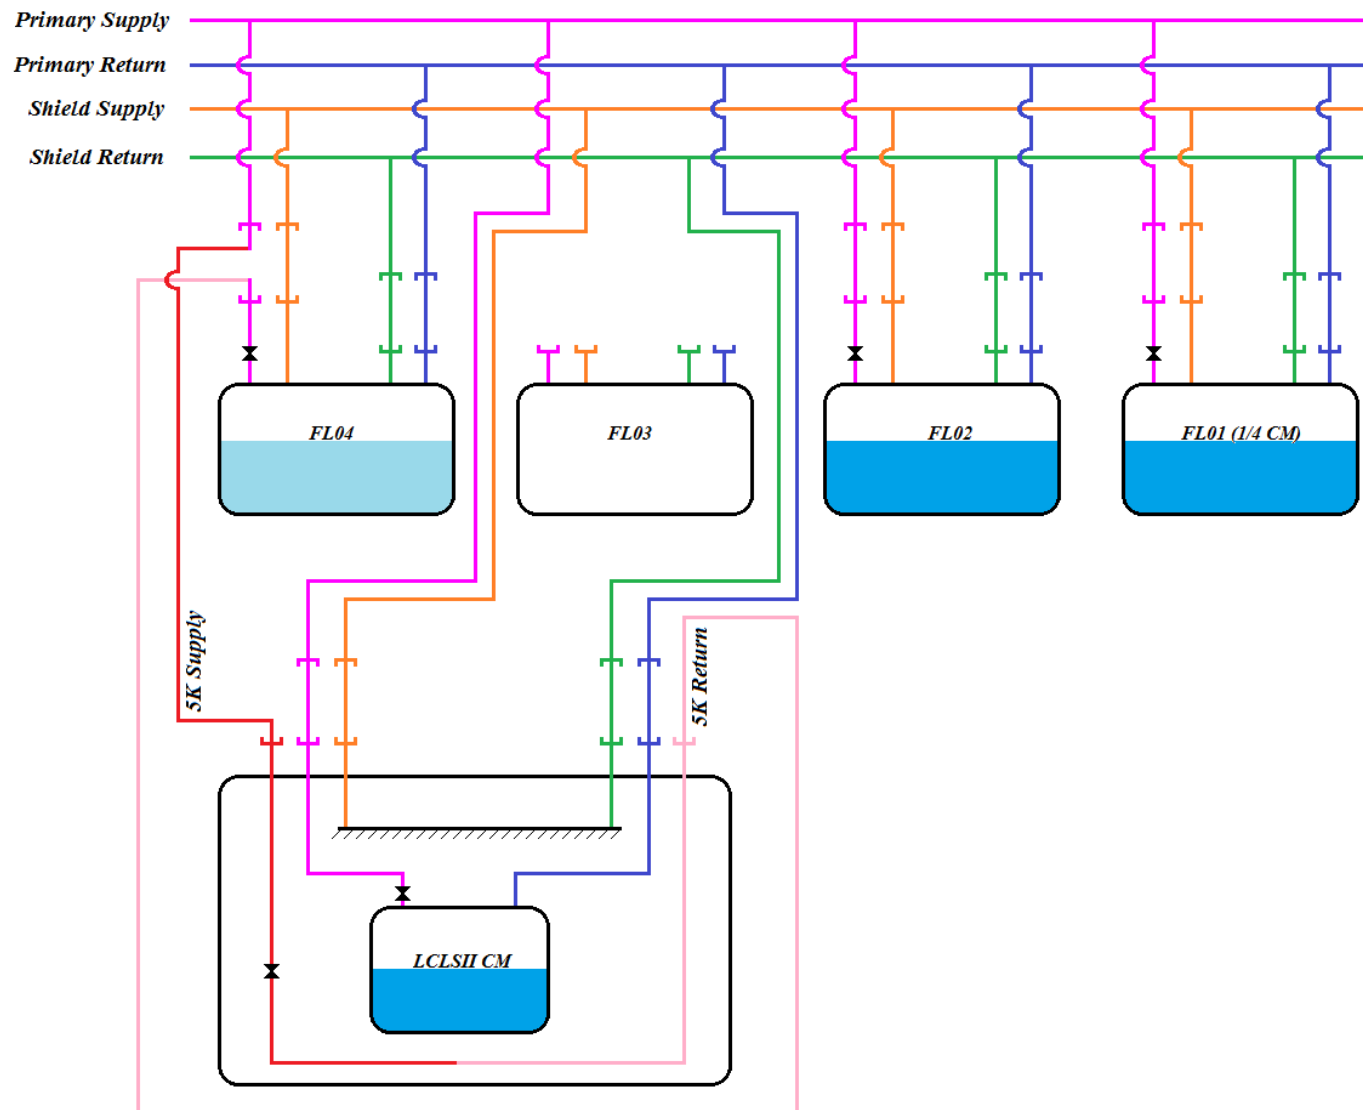 Primary Supply
Primary Return
Shield Supply
Shield Return
FL04
FL03
FL02
FL01 (1/4 CM)
5K Supply
5K Return
LCLSII CM